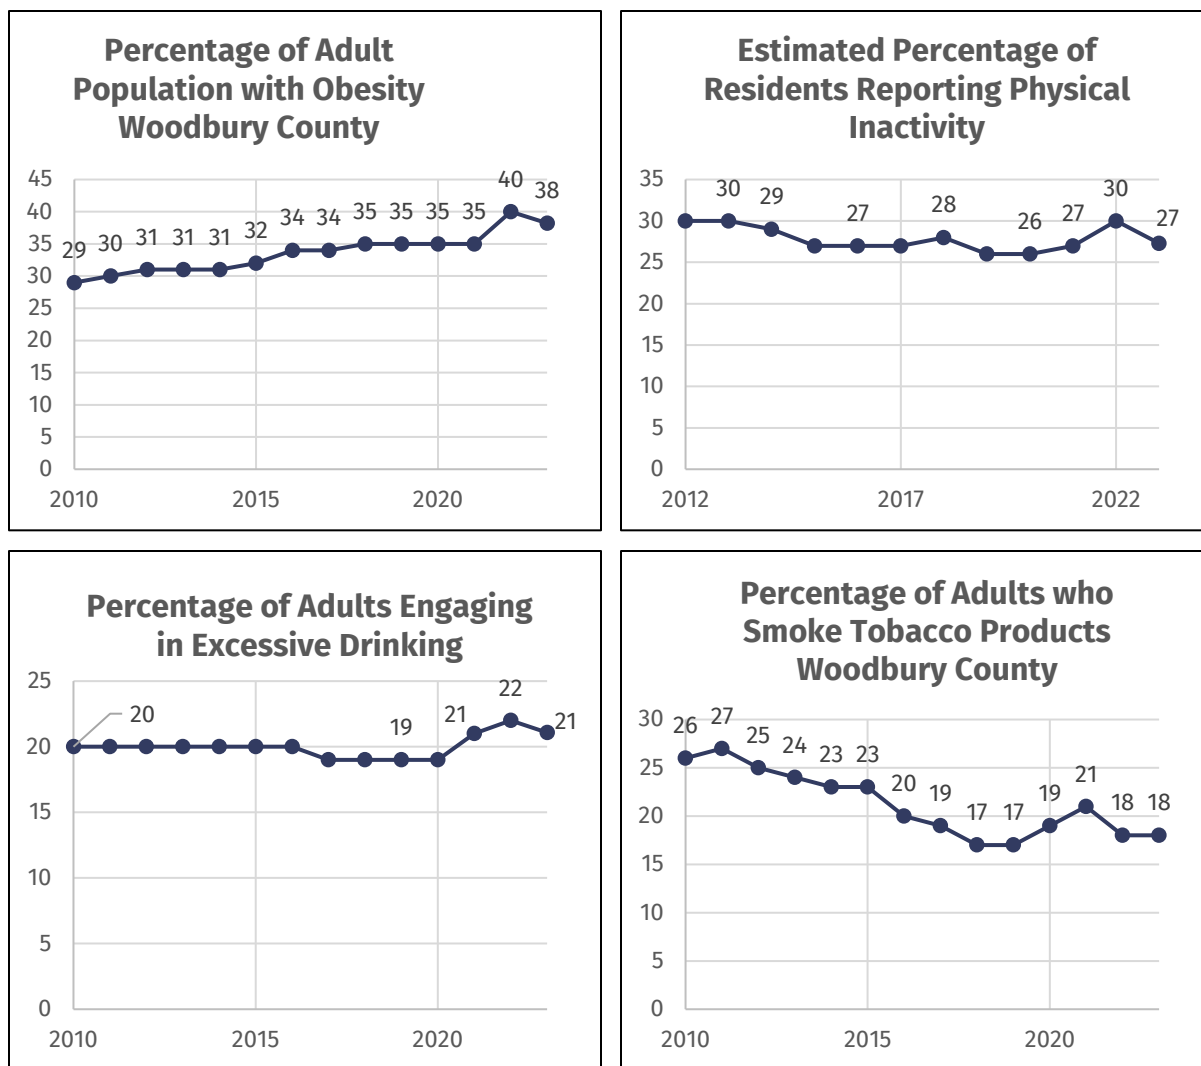 Percentage of Adult
Population with Obesity
Woodbury County
45
40
35
30
25
20
15
10
5
0
29 30 31 31 31 32 34 34 35 35 35 35 40 38
2010 2015 2020
Estimated Percentage of
Residents Reporting Physical
Inactivity
35
30
25
20
15
10
5
0
30 29 27 28 26 27 30 27
2012 2017 2022
Percentage of Adults Engaging
in Excessive Drinking
25
20
15
10
5
0
20 19 21 22 21
2010 2015 2020
Percentage of Adults who
Smoke Tobacco Products
Woodbury County
30
25
20
15
10
5
0
26 27 25 24 23 23 20 19 17 17 19 21 18 18
2010 2015 2020